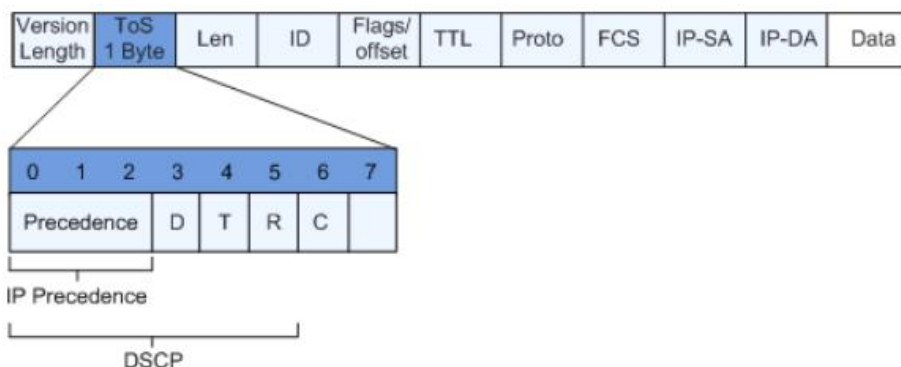 Version Length
ToS 1 Byte
Len
ID
Flags/ offset
TTL
Proto
FCS
IP-SA
IP-DA
Data
0 1 2 3 4 5 6 7
Precedence D T R C
IP Precedence
DSCP